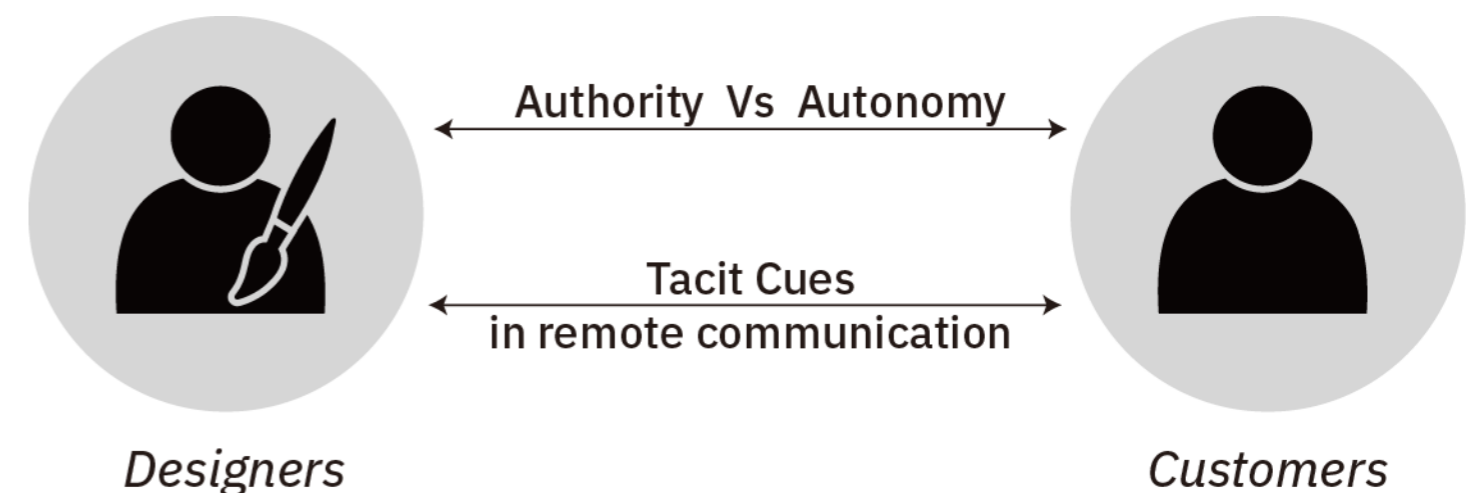 Authority Vs Autonomy
Tacit Cues
in remote communication
Designers
Customers